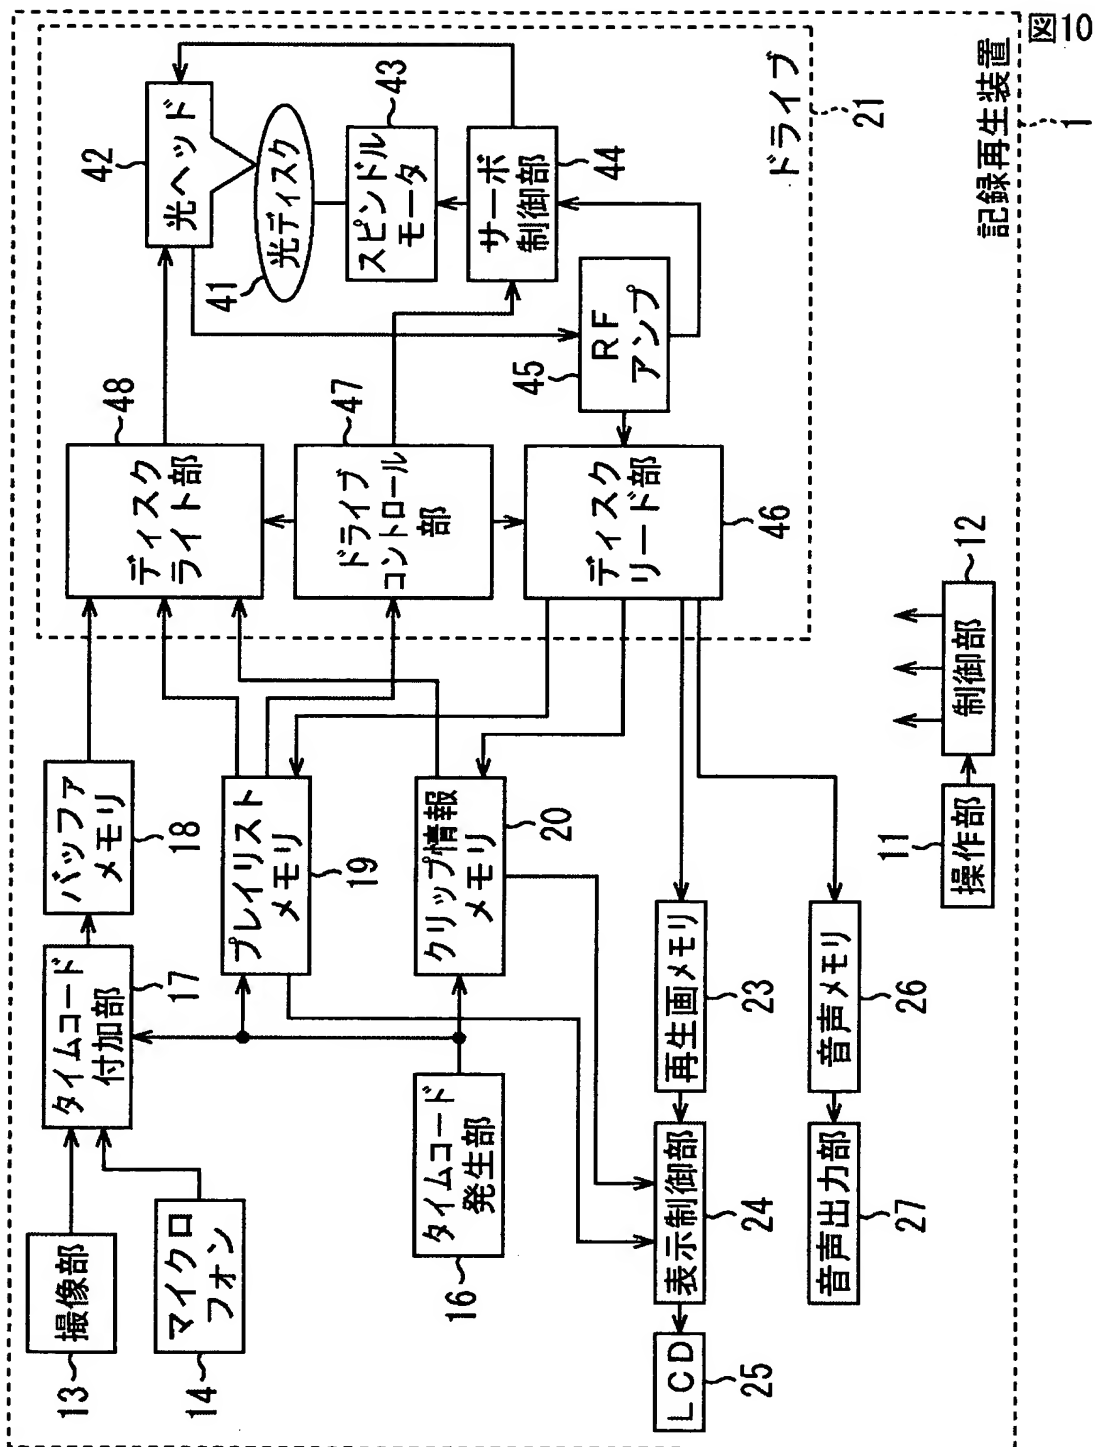 図10
記録再生装置
1
ドライブ
21
光ヘッド
42
光ディスク
41
スピンドル
モータ
43
サーボ
制御部
44
RF
アンプ
45
ディスク
ライト部
48
ドライブ
コントロール
部
47
ディスク
リード部
46
撮像部
13
マイクロ
フォン
14
タイムコード
付加部
17
バッファ
メモリ
18
プレイリスト
メモリ
19
クリップ情報
メモリ
20
タイムコード
発生部
16
再生画メモリ
23
表示制御部
24
LCD
25
音声メモリ
26
音声出力部
27
操作部
11
制御部
12